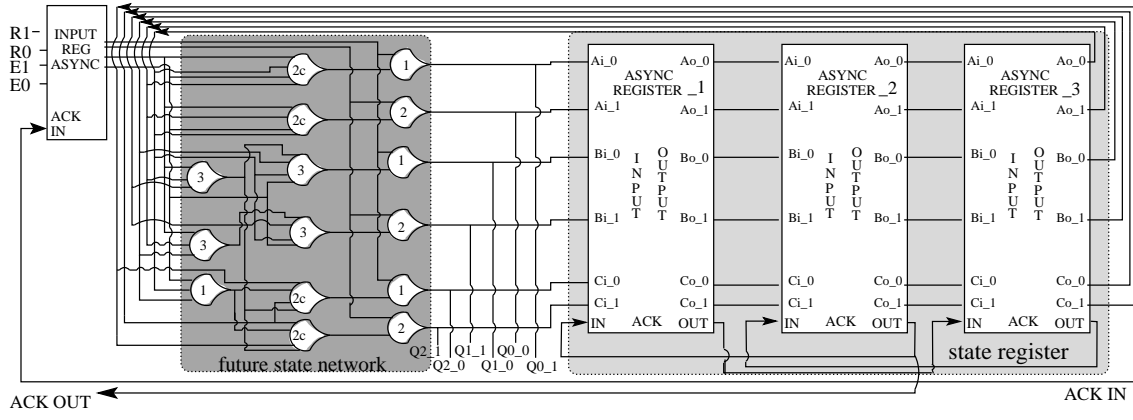 R1
R0
E1
E0
INPUT
REG
ASYNC
ACK
IN
2c
1
2c
2
3
3
1
3
3
2
1
2c
1
2c
2
future state network
Q2_1
Q2_0
Q1_1
Q1_0
Q0_0
Q0_1
Ai_0
Ao_0
ASYNC
REGISTER _1
Ai_1
Ao_1
Bi_0
Bo_0
INPUT
OUTPUT
Bi_1
Bo_1
Ci_0
Co_0
Ci_1
Co_1
IN
ACK
OUT
Ai_0
Ao_0
ASYNC
REGISTER _2
Ai_1
Ao_1
Bi_0
Bo_0
INPUT
OUTPUT
Bi_1
Bo_1
Ci_0
Co_0
Ci_1
Co_1
IN
ACK
OUT
Ai_0
Ao_0
ASYNC
REGISTER _3
Ai_1
Ao_1
Bi_0
Bo_0
INPUT
OUTPUT
Bi_1
Bo_1
Ci_0
Co_0
Ci_1
Co_1
IN
ACK
OUT
state register
ACK OUT
ACK IN